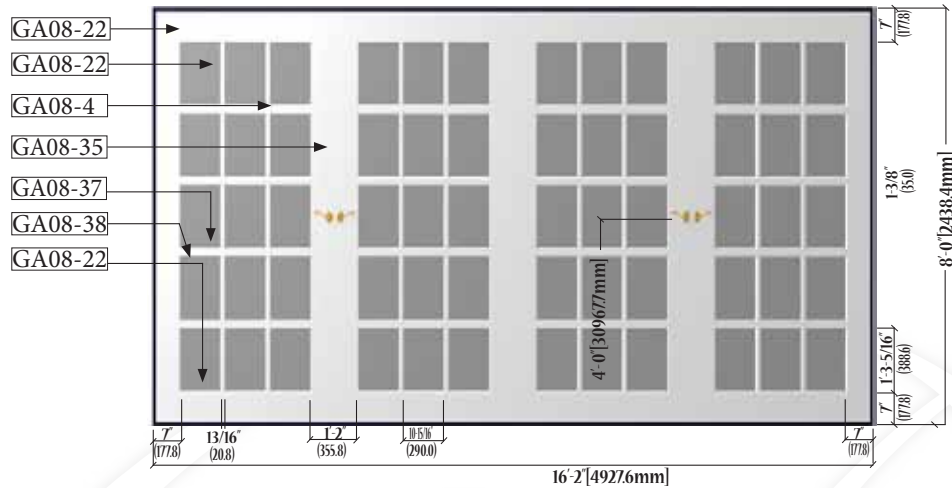 GA08-22
GA08-22
GA08-4
GA08-35
GA08-37
GA08-38
GA08-22
7"
(177.8)
1-3/8"
(35.0)
8'-0"[2438.4mm]
4'-0"[30967.7mm]
1'-3-5/16"
(388.6)
7"
(177.8)
7"
(177.8)
13/16"
(20.8)
1'-2"
(355.8)
10-15/16"
(290.0)
7"
(177.8)
16'-2"[4927.6mm]